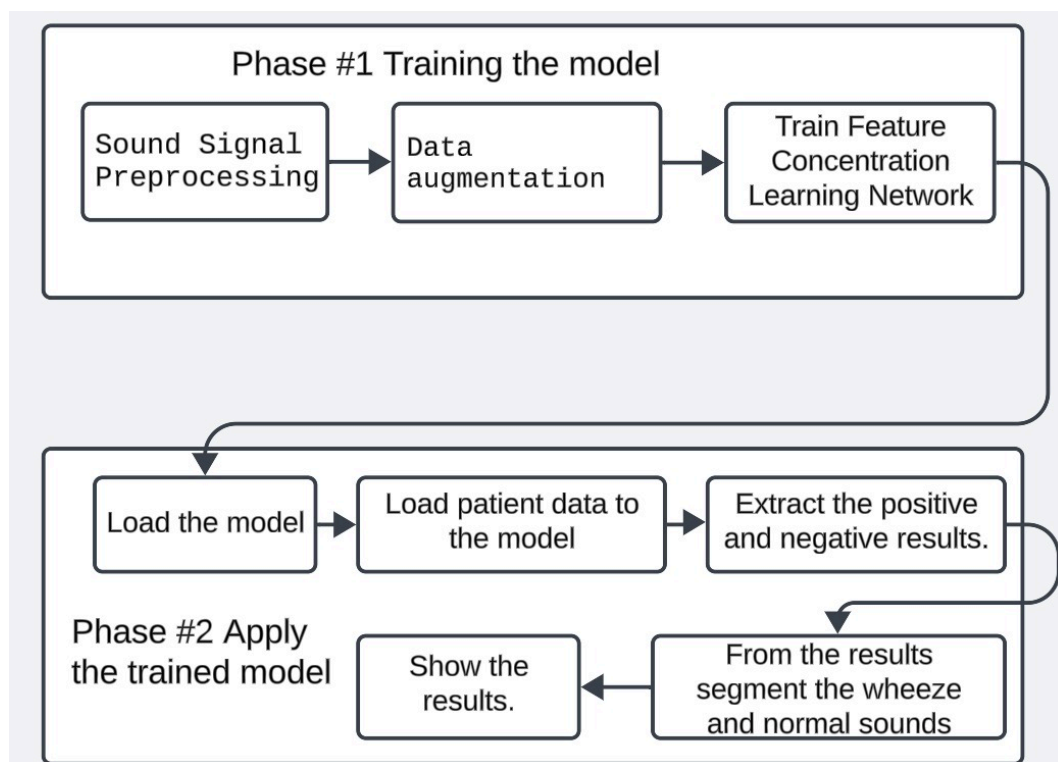 Phase #1 Training the model
Sound Signal
Preprocessing
Data
augmentation
Train Feature
Concentration
Learning Network
Load the model
Load patient data to
the model
Extract the positive
and negative results.
Phase #2 Apply
the trained model
From the results
segment the wheeze
and normal sounds
Show the
results.